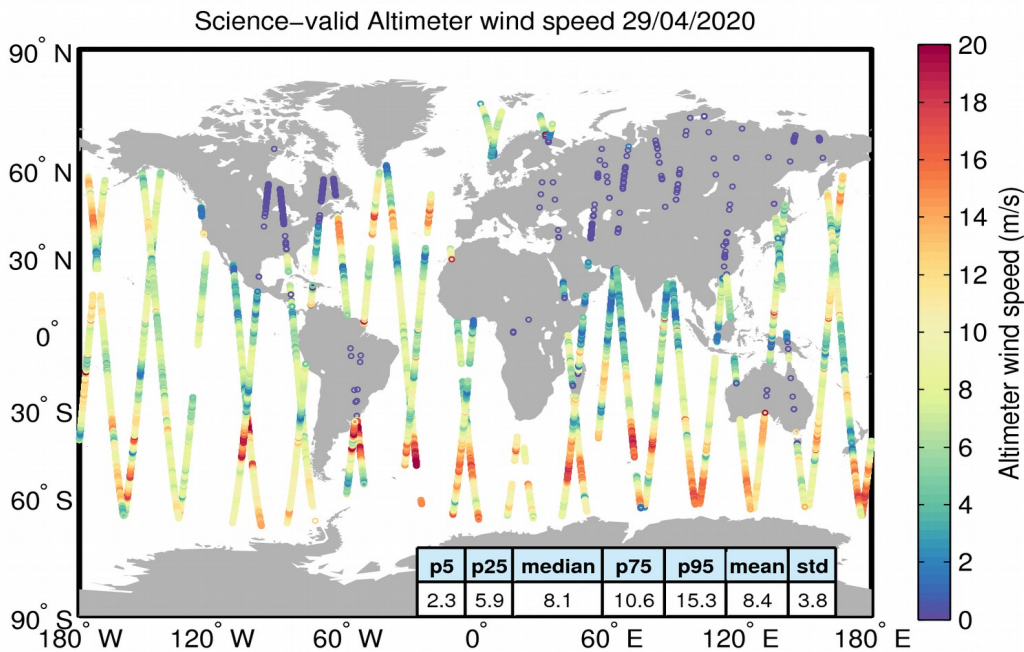 Science−valid Altimeter wind speed 29/04/2020
90° N
60° N
30° N
0°
30° S
60° S
90° S
180° W
120° W
60° W
0°
60° E
120° E
180° E
p5 p25 median p75 p95 mean std
2.3 5.9 8.1 10.6 15.3 8.4 3.8
20
18
16
14
12
10
8
6
4
2
0
Altimeter wind speed (m/s)